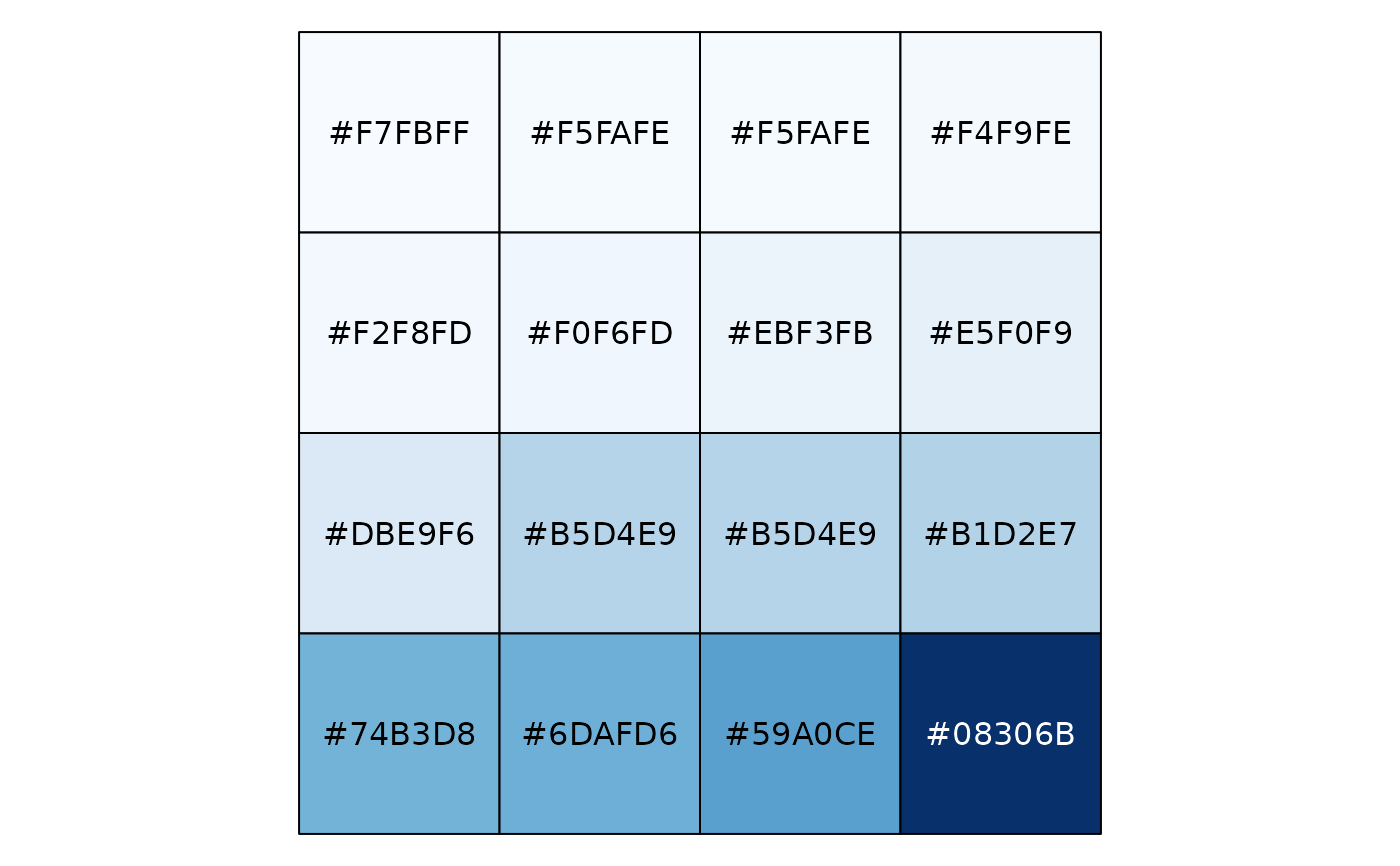 #F7FBFF #F5FAFE #F5FAFE #F4F9FE
#F2F8FD #F0F6FD #EBF3FB #E5F0F9
#DBE9F6 #B5D4E9 #B5D4E9 #B1D2E7
#74B3D8 #6DAFD6 #59A0CE #08306B